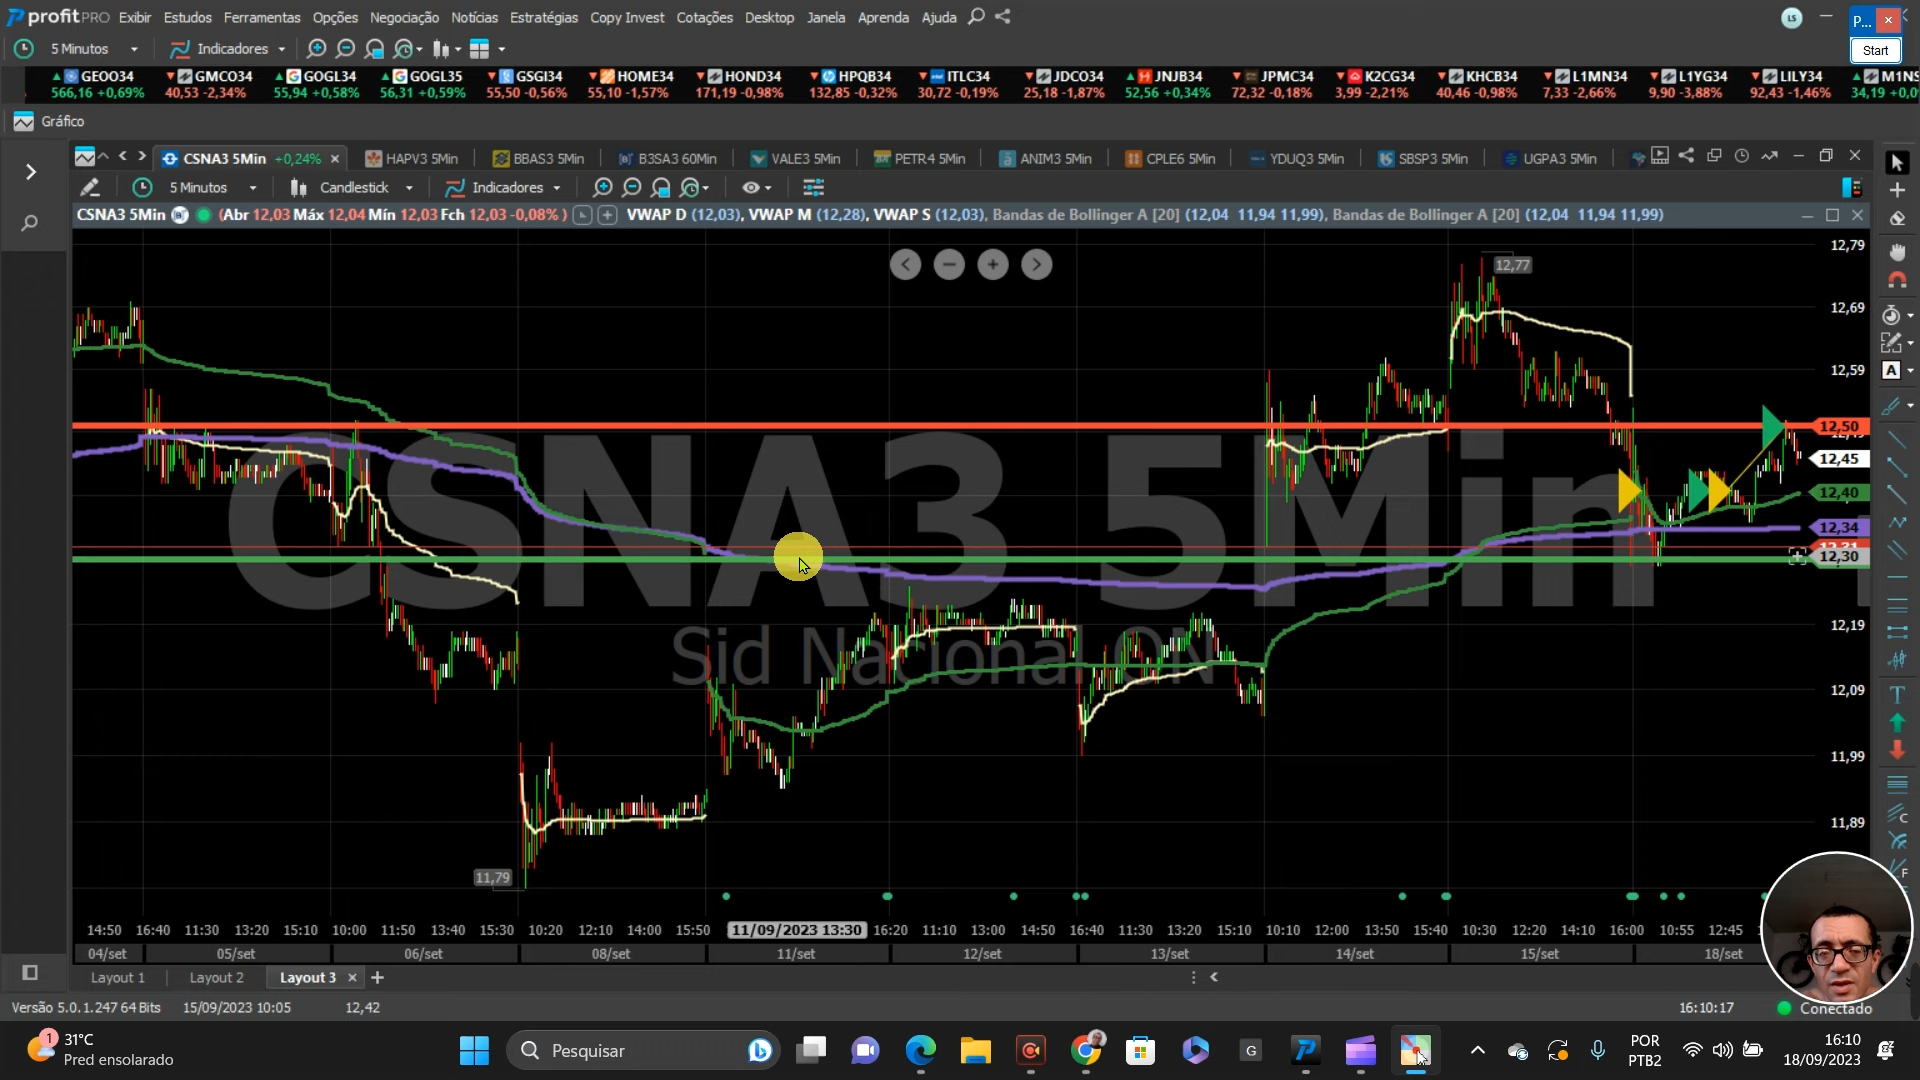 profitPRO Exibir Estudos Ferramentas Opções Negociação Notícias Estratégias Copy Invest Cotações Desktop Janela Aprenda Ajuda LS P...
Start
5 Minutos Indicadores
GEOO34 GMCO34 GOGL34 GOGL35 GSGI34 HOME34 HOND34 HPQB34 ITLC34 JDCO34 JNJB34 JPMC34 K2CG34 KHCB34 L1MN34 L1YG34 LILY34 M1NS
566,16 +0,69% 40,53 -2,34% 55,94 +0,58% 56,31 +0,59% 55,50 -0,56% 55,10 -1,57% 171,19 -0,98% 132,85 -0,32% 30,72 -0,19% 25,18 -1,87% 52,56 +0,34% 72,32 -0,18% 3,99 -2,21% 40,46 -0,98% 7,33 -2,66% 9,90 -3,88% 92,43 -1,46% 34,19 +0,0
Gráfico
CSNA3 5Min +0,24% HAPV3 5Min BBAS3 5Min B3SA3 60Min VALE3 5Min PETR4 5Min ANIM3 5Min CPLE6 5Min YDUQ3 5Min SBSP3 5Min UGPA3 5Min
5 Minutos Candlestick Indicadores
CSNA3 5Min (Abr 12,03 Máx 12,04 Mín 12,03 Fch 12,03 -0,08% ) VWAP D (12,03), VWAP M (12,28), VWAP S (12,03), Bandas de Bollinger A [20] (12,04 11,94 11,99), Bandas de Bollinger A [20] (12,04 11,94 11,99)
12,79
12,77
12,69
12,59
12,50
12,45
12,40
12,34
12,30
12,19
12,09
11,99
11,89
11,79
CSNA3 5Min
Sid Nacional ON
14:50 16:40 11:30 13:20 15:10 10:00 11:50 13:40 15:30 10:20 12:10 14:00 15:50 11/09/2023 13:30 16:20 11:10 13:00 14:50 16:40 11:30 13:20 15:10 10:10 12:00 13:50 15:40 10:30 12:20 14:10 16:00 10:55 12:45
04/set 05/set 06/set 08/set 11/set 12/set 13/set 14/set 15/set 18/set
Layout 1 Layout 2 Layout 3
Versão 5.0.1.247 64 Bits 15/09/2023 10:05 12,42 16:10:17 Conectado
1 31°C
Pred ensolarado
Pesquisar
POR
PTB2
16:10
18/09/2023